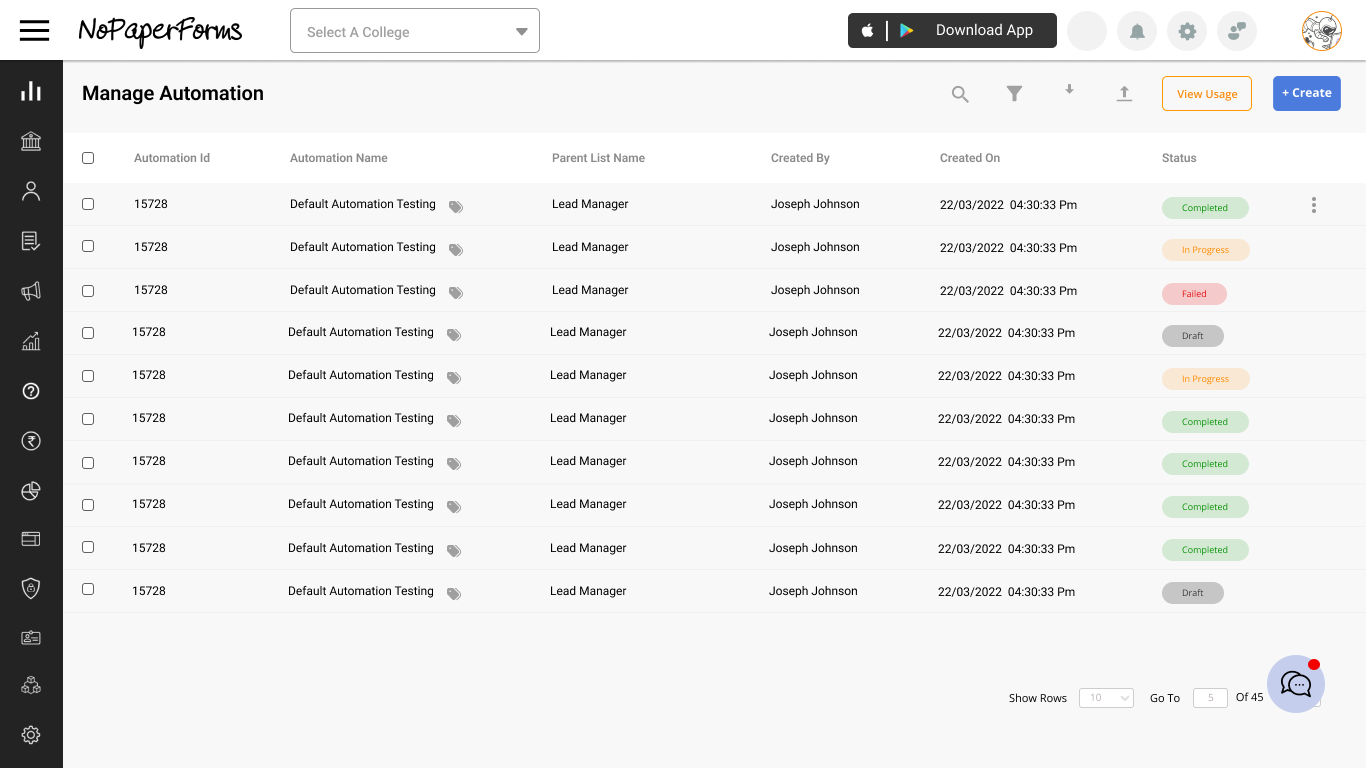 NoPaperForms
Select A College
Download App
Manage Automation
View Usage
+ Create
Automation Id Automation Name Parent List Name Created By Created On Status
15728 Default Automation Testing Lead Manager Joseph Johnson 22/03/2022 04:30:33 Pm Completed
15728 Default Automation Testing Lead Manager Joseph Johnson 22/03/2022 04:30:33 Pm In Progress
15728 Default Automation Testing Lead Manager Joseph Johnson 22/03/2022 04:30:33 Pm Failed
15728 Default Automation Testing Lead Manager Joseph Johnson 22/03/2022 04:30:33 Pm Draft
15728 Default Automation Testing Lead Manager Joseph Johnson 22/03/2022 04:30:33 Pm In Progress
15728 Default Automation Testing Lead Manager Joseph Johnson 22/03/2022 04:30:33 Pm Completed
15728 Default Automation Testing Lead Manager Joseph Johnson 22/03/2022 04:30:33 Pm Completed
15728 Default Automation Testing Lead Manager Joseph Johnson 22/03/2022 04:30:33 Pm Completed
15728 Default Automation Testing Lead Manager Joseph Johnson 22/03/2022 04:30:33 Pm Completed
15728 Default Automation Testing Lead Manager Joseph Johnson 22/03/2022 04:30:33 Pm Draft
Show Rows 10 Go To 5 Of 45